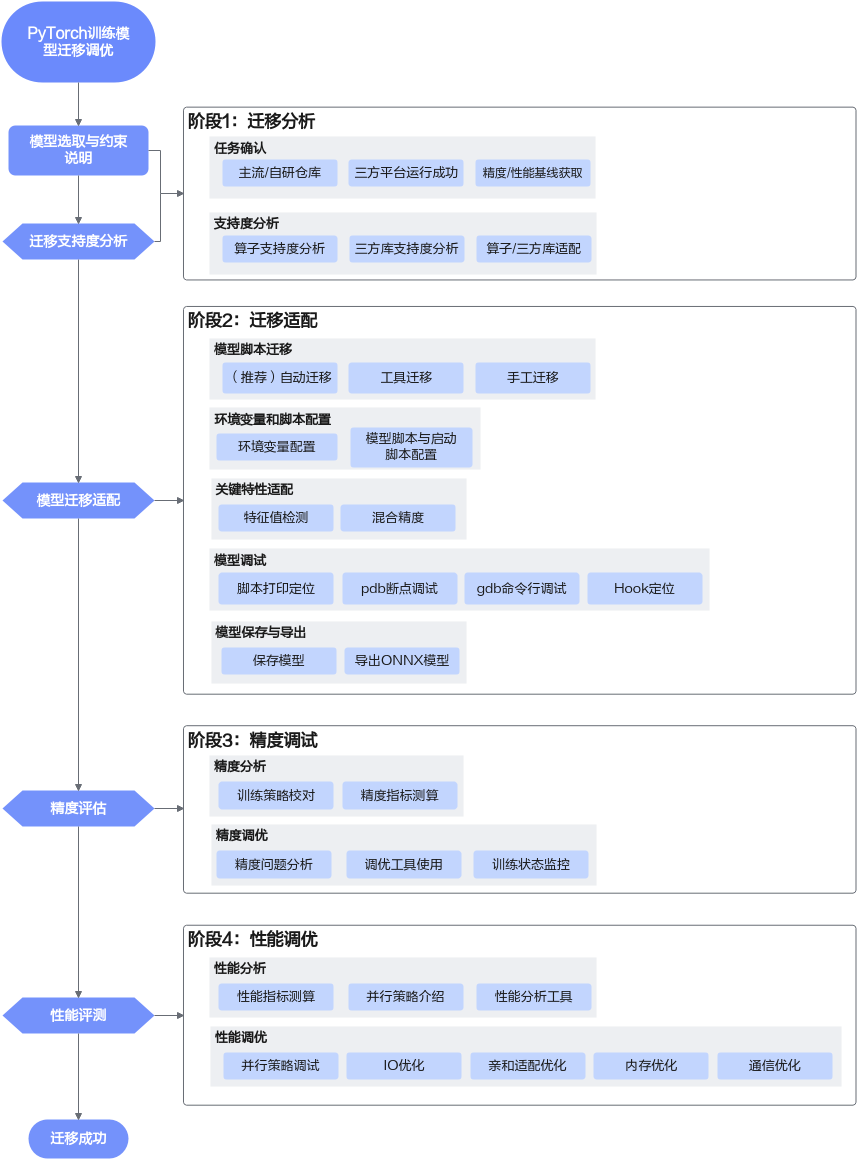 PyTorch训练模
型迁移调优
模型选取与约束
说明
迁移支持度分析
阶段1：迁移分析
任务确认
主流/自研仓库
三方平台运行成功
精度/性能基线获取
支持度分析
算子支持度分析
三方库支持度分析
算子/三方库适配
模型迁移适配
阶段2：迁移适配
模型脚本迁移
（推荐）自动迁移
工具迁移
手工迁移
环境变量和脚本配置
环境变量配置
模型脚本与启动
脚本配置
关键特性适配
特征值检测
混合精度
模型调试
脚本打印定位
pdb断点调试
gdb命令行调试
Hook定位
模型保存与导出
保存模型
导出ONNX模型
精度评估
阶段3：精度调试
精度分析
训练策略校对
精度指标测算
精度调优
精度问题分析
调优工具使用
训练状态监控
性能评测
阶段4：性能调优
性能分析
性能指标测算
并行策略介绍
性能分析工具
性能调优
并行策略调试
IO优化
亲和适配优化
内存优化
通信优化
迁移成功